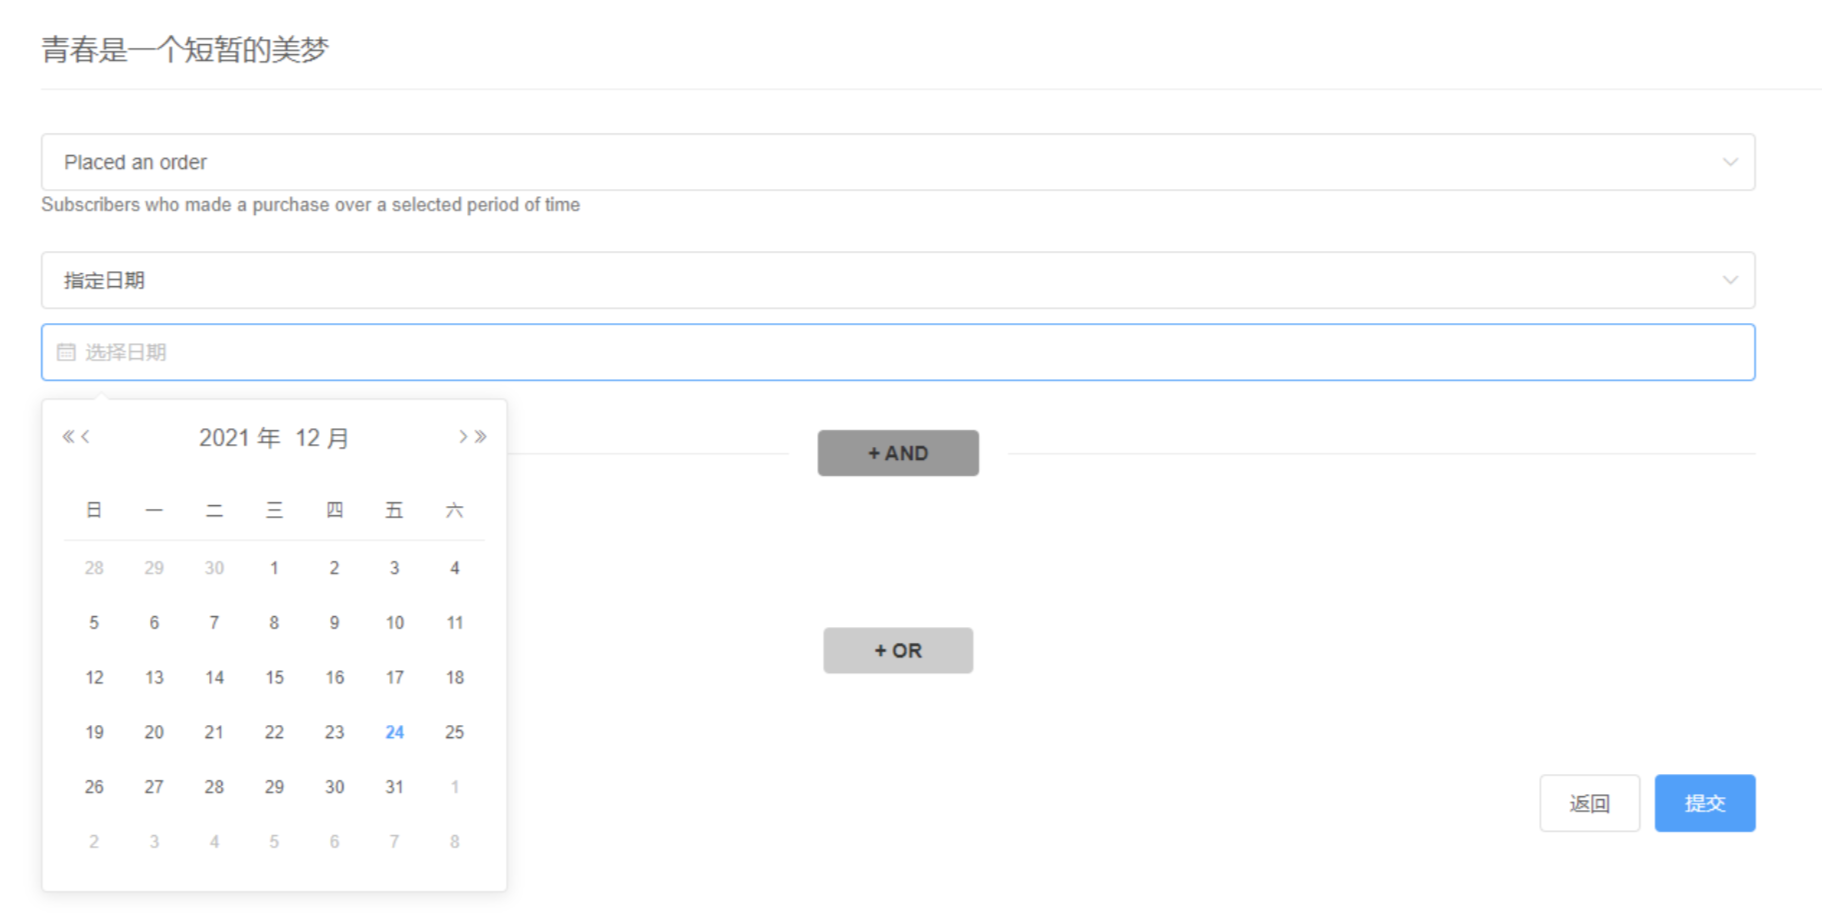 青春是一个短暂的美梦
Placed an order
Subscribers who made a purchase over a selected period of time
指定日期
选择日期
2021 年 12 月
+ AND
日 一 二 三 四 五 六
28 29 30 1 2 3 4
5 6 7 8 9 10 11
+ OR
12 13 14 15 16 17 18
19 20 21 22 23 24 25
26 27 28 29 30 31 1
返回 提交
2 3 4 5 6 7 8